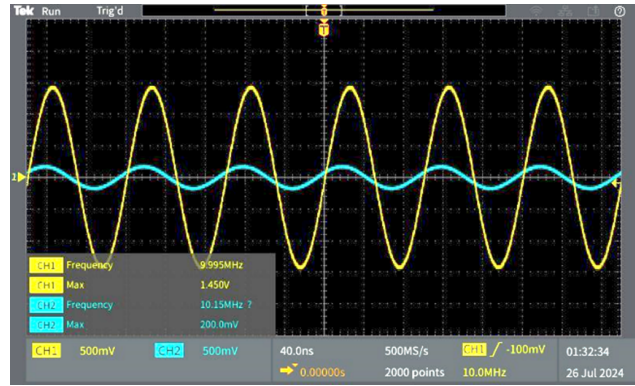 Tek Run Trig'd
T
2
CH1 Frequency 9.995MHz
CH1 Max 1.450V
CH2 Frequency 10.15MHz ?
CH2 Max 200.0mV
CH1 500mV CH2 500mV 40.0ns 500MS/s CH1 -100mV 01:32:34
0.00000s 2000 points 10.0MHz 26 Jul 2024